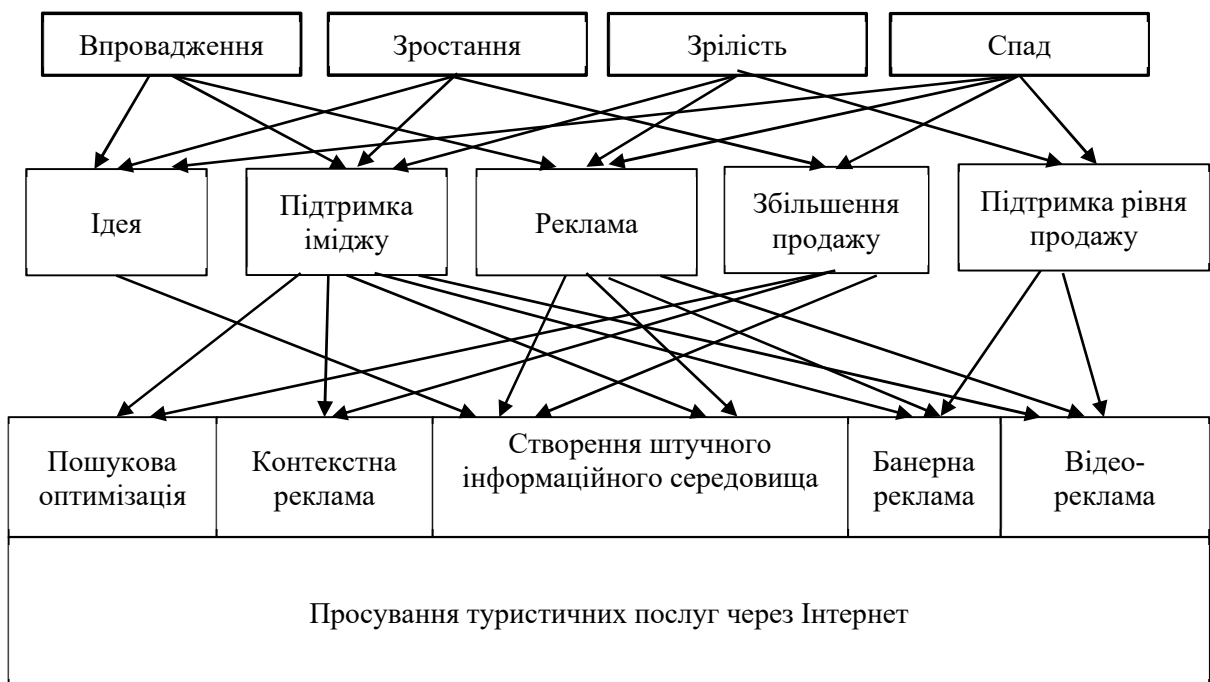 Впровадження
Зростання
Зрілість
Спад
Ідея
Підтримка
іміджу
Реклама
Збільшення
продажу
Підтримка рівня
продажу
Пошукова
оптимізація
Контекстна
реклама
Створення штучного
інформаційного середовища
Банерна
реклама
Відео-
реклама
Просування туристичних послуг через Інтернет